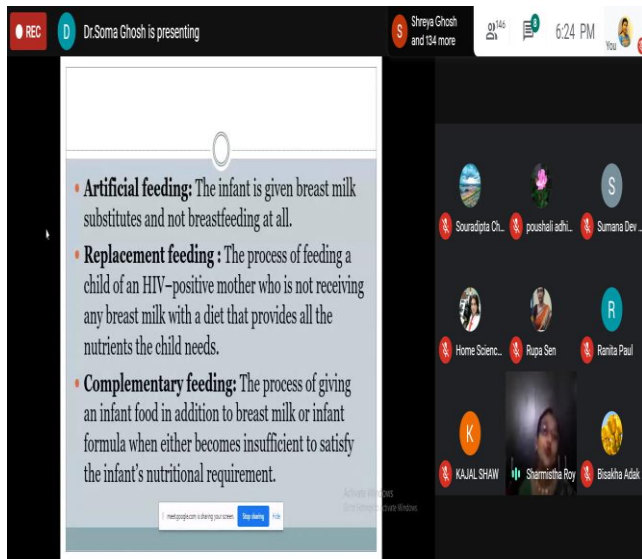 REC
D
Dr.Soma Ghosh is presenting
S
Shreya Ghosh
and 134 more
146
8
6:24 PM
You
• Artificial feeding: The infant is given breast milk
substitutes and not breastfeeding at all.
• Replacement feeding : The process of feeding a
child of an HIV–positive mother who is not receiving
any breast milk with a diet that provides all the
nutrients the child needs.
• Complementary feeding: The process of giving
an infant food in addition to breast milk or infant
formula when either becomes insufficient to satisfy
the infant's nutritional requirement.
meet.google.com is sharing your screen.
Stop sharing
Hide
S
Souradipta Ch...
poushali adhi...
Sumana Dev ...
R
Home Scienc...
Rupa Sen
Ranita Paul
K
KAJAL SHAW
Sharmistha Roy
Bisakha Adak
Activate Windows